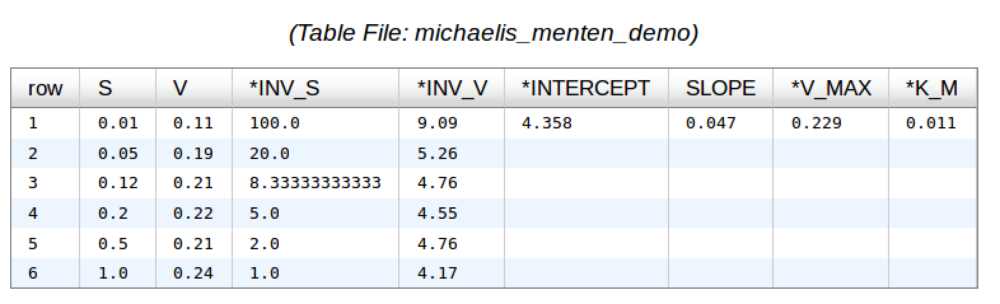 (Table File: michaelis_menten_demo)
row S V *INV_S *INV_V *INTERCEPT SLOPE *V_MAX *K_M
1 0.01 0.11 100.0 9.09 4.358 0.047 0.229 0.011
2 0.05 0.19 20.0 5.26
3 0.12 0.21 8.33333333333 4.76
4 0.2 0.22 5.0 4.55
5 0.5 0.21 2.0 4.76
6 1.0 0.24 1.0 4.17